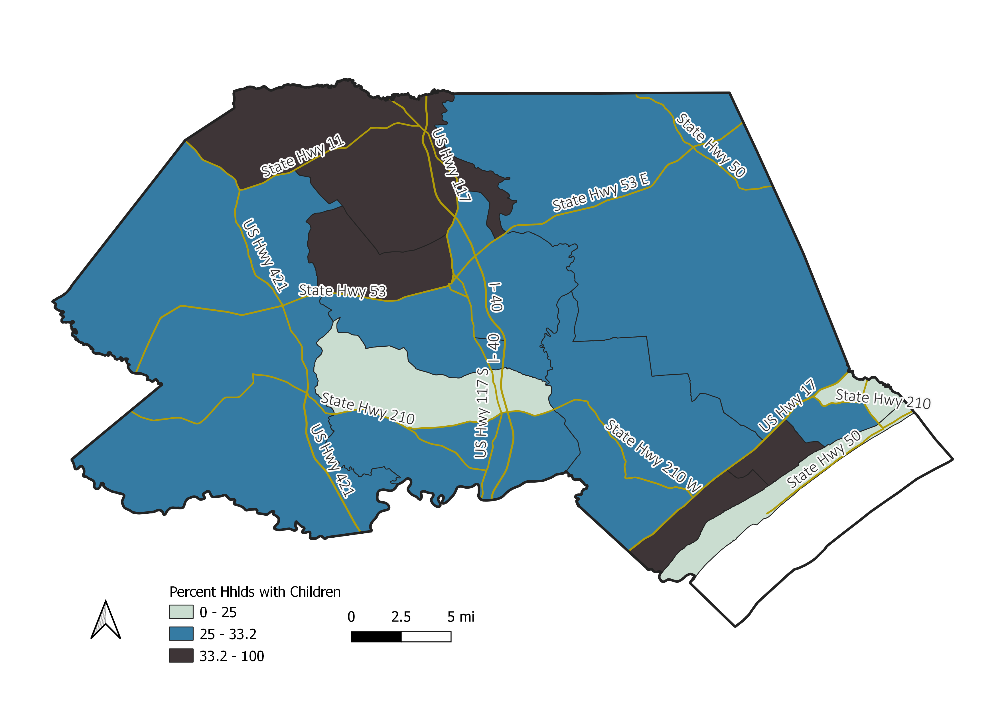 State Hwy 50
State Hwy 11
US Hwy 117
State Hwy 53 E
US Hwy 421
State Hwy 53
I- 40
I- 40
US Hwy 117 S
US Hwy 17
State Hwy 210
State Hwy 210
State Hwy 210 W
US Hwy 421
State Hwy 50
Percent Hhlds with Children
0 - 25
25 - 33.2
33.2 - 100
0 2.5 5 mi